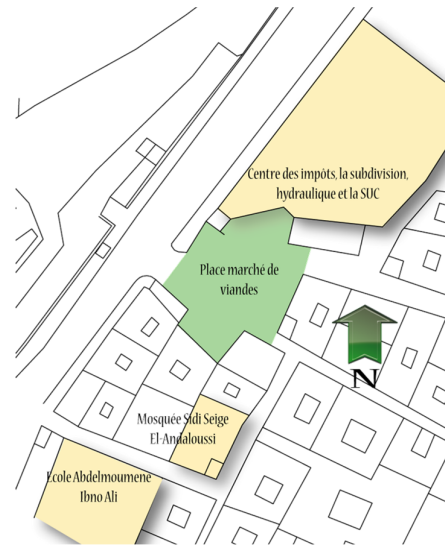 Centre des impôts, la subdivision,
hydraulique et la SUC
Place marché de
viandes
N
Mosquée Sidi Seige
El-Andaloussi
Ecole Abdelmoumene
Ibno Ali